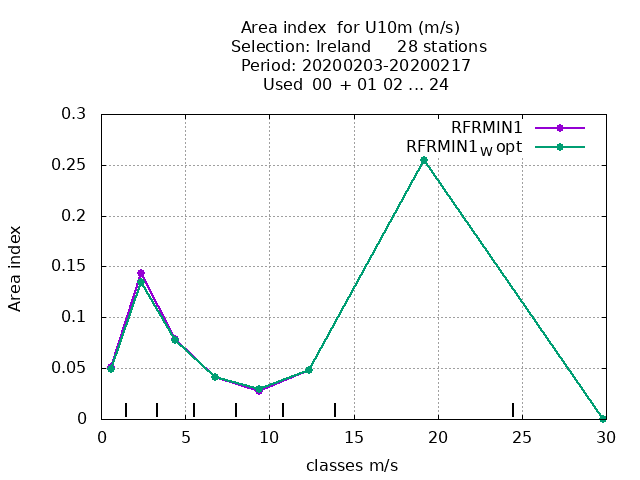 Area index  for U10m (m/s)
Selection: Ireland     28 stations
Period: 20200203-20200217
Used  00 + 01 02 ... 24
RFRMIN1
RFRMIN1W opt
0.3
0.25
0.2
0.15
0.1
0.05
0
Area index
0 5 10 15 20 25 30
classes m/s